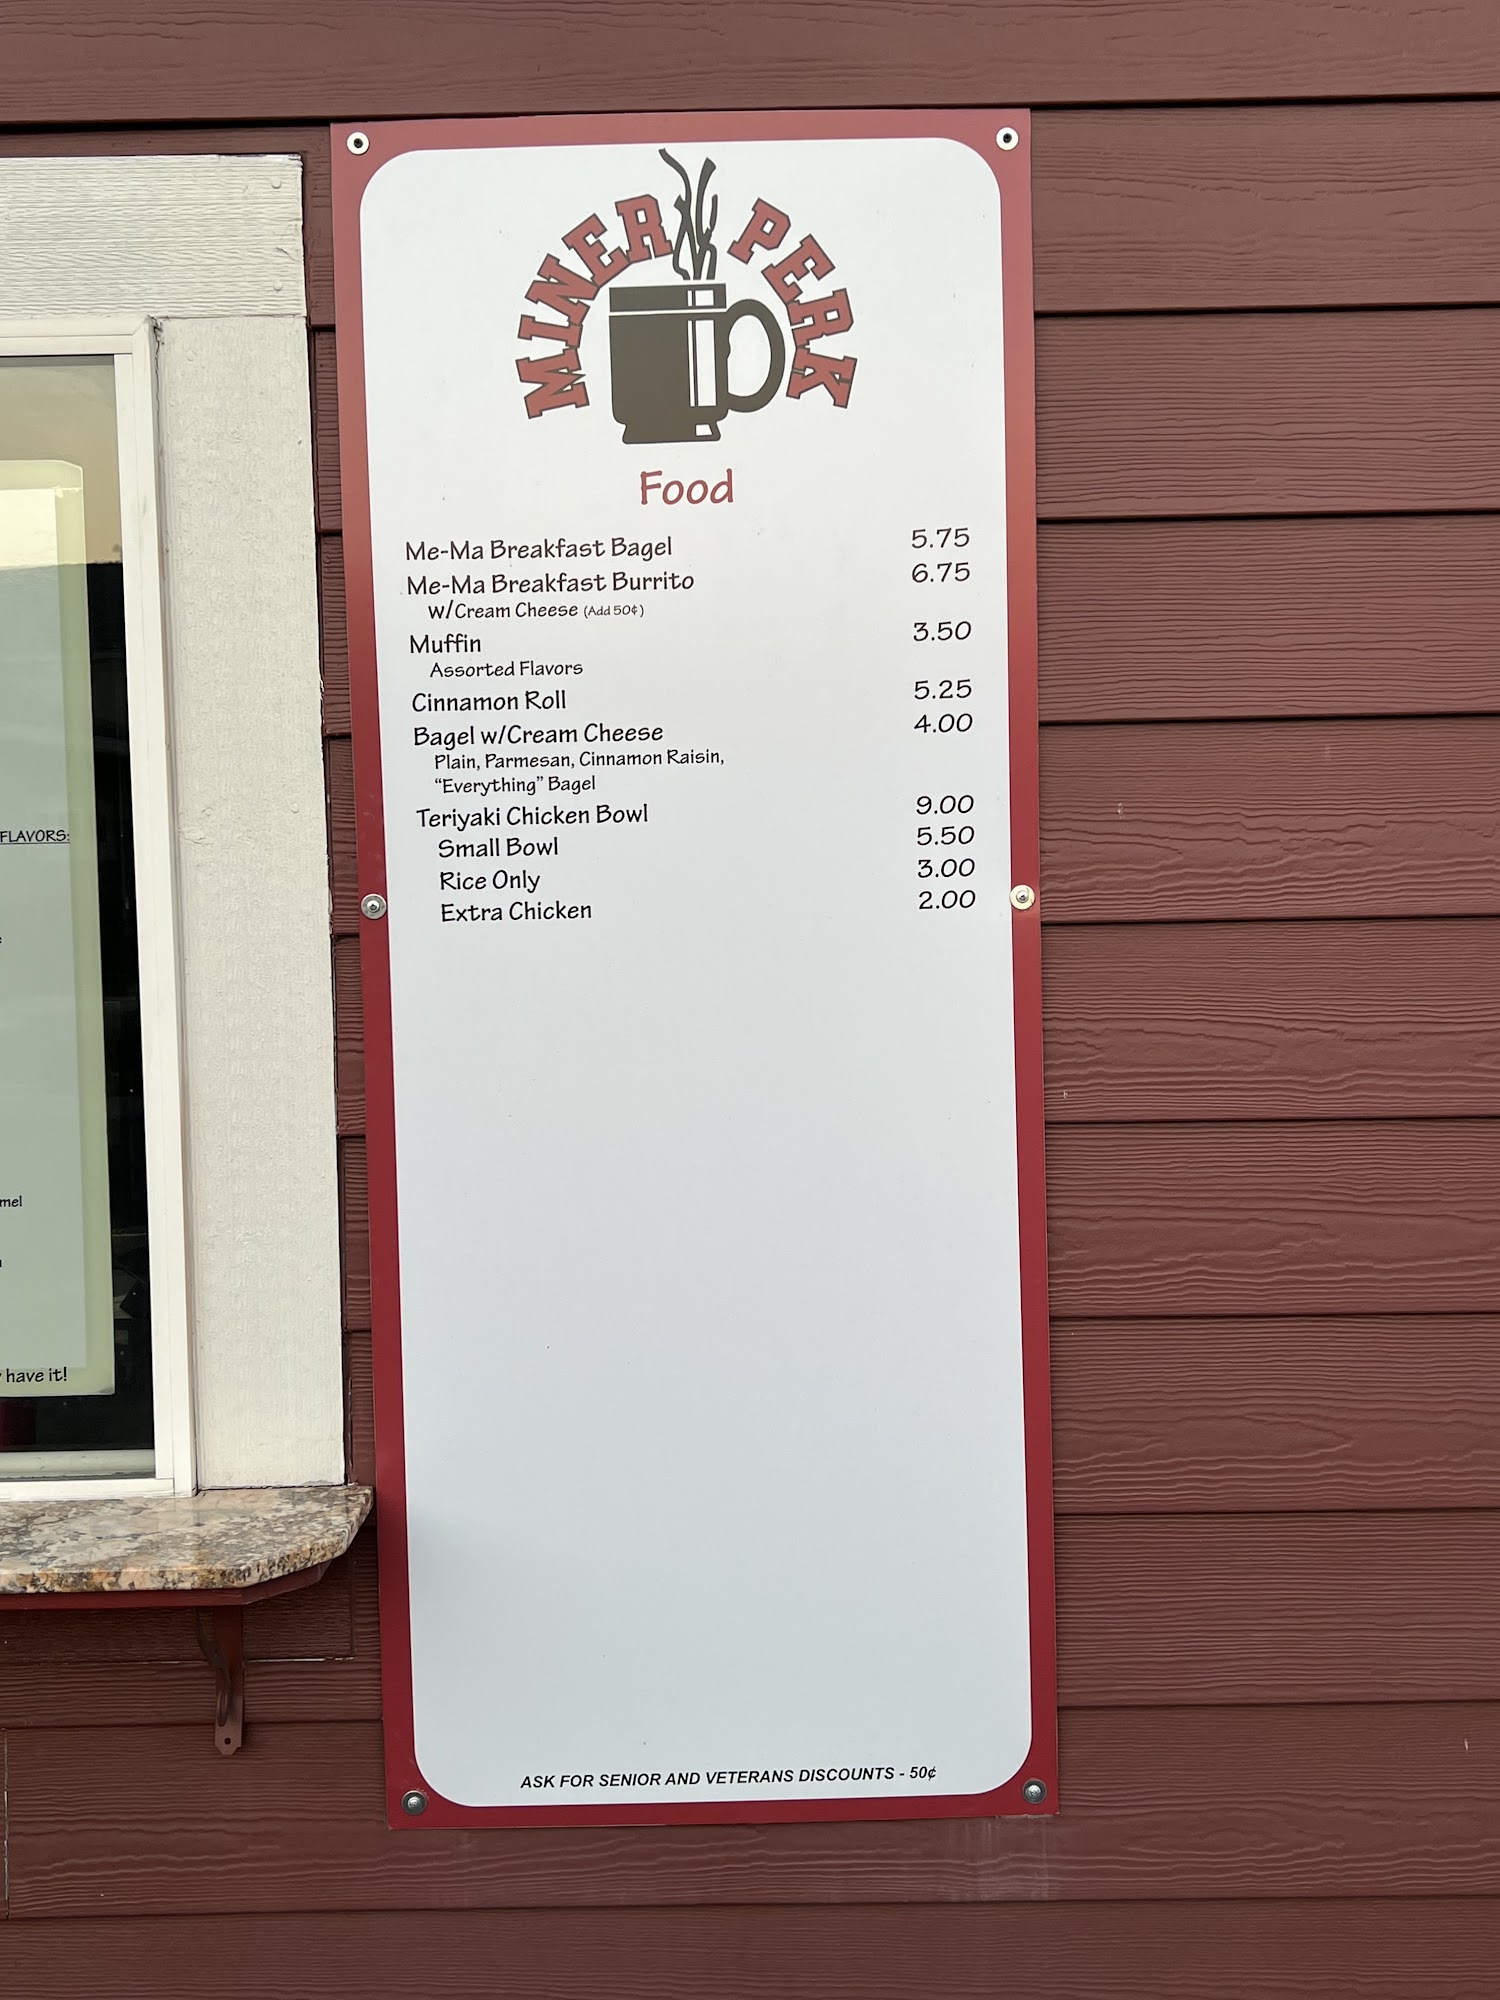 MINER PERK
Food
Me-Ma Breakfast Bagel 5.75
Me-Ma Breakfast Burrito 6.75
w/Cream Cheese (Add 50¢)
Muffin 3.50
Assorted Flavors
Cinnamon Roll 5.25
Bagel w/Cream Cheese 4.00
Plain, Parmesan, Cinnamon Raisin,
“Everything” Bagel
Teriyaki Chicken Bowl 9.00
Small Bowl 5.50
Rice Only 3.00
Extra Chicken 2.00
ASK FOR SENIOR AND VETERANS DISCOUNTS - 50¢
FLAVORS:
mel
have it!